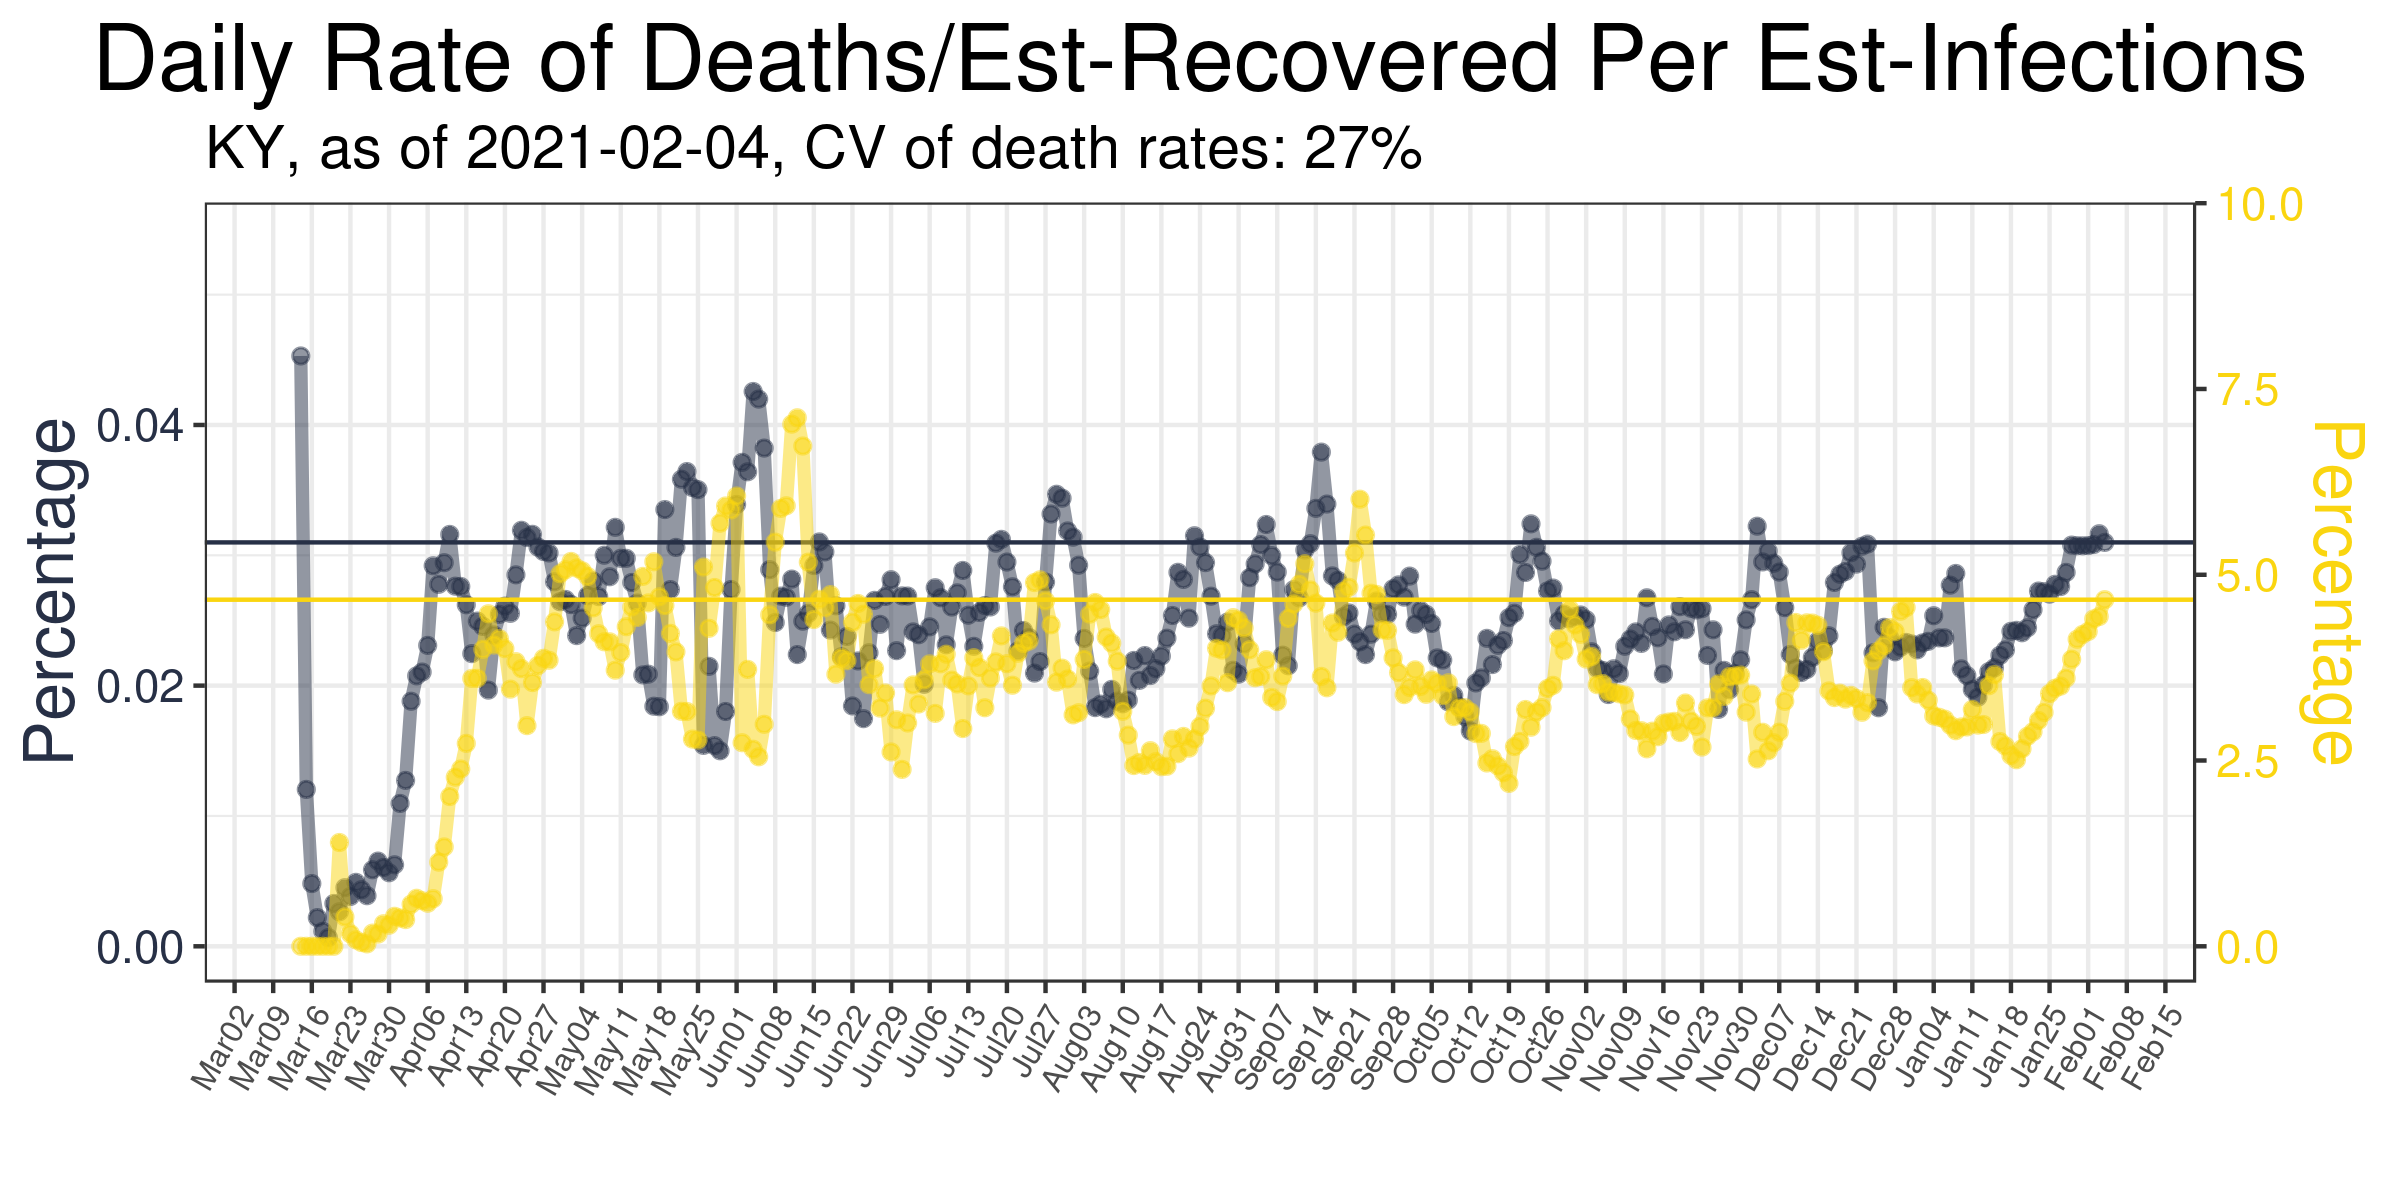 Daily Rate of Deaths/Est-Recovered Per Est-Infections
KY, as of 2021-02-04, CV of death rates: 27%
Percentage
0.04
0.02
0.00
10.0
7.5
5.0
2.5
0.0
Percentage
Mar02
Mar09
Mar16
Mar23
Mar30
Apr06
Apr13
Apr20
Apr27
May04
May11
May18
May25
Jun01
Jun08
Jun15
Jun22
Jun29
Jul06
Jul13
Jul20
Jul27
Aug03
Aug10
Aug17
Aug24
Aug31
Sep07
Sep14
Sep21
Sep28
Oct05
Oct12
Oct19
Oct26
Nov02
Nov09
Nov16
Nov23
Nov30
Dec07
Dec14
Dec21
Dec28
Jan04
Jan11
Jan18
Jan25
Feb01
Feb08
Feb15